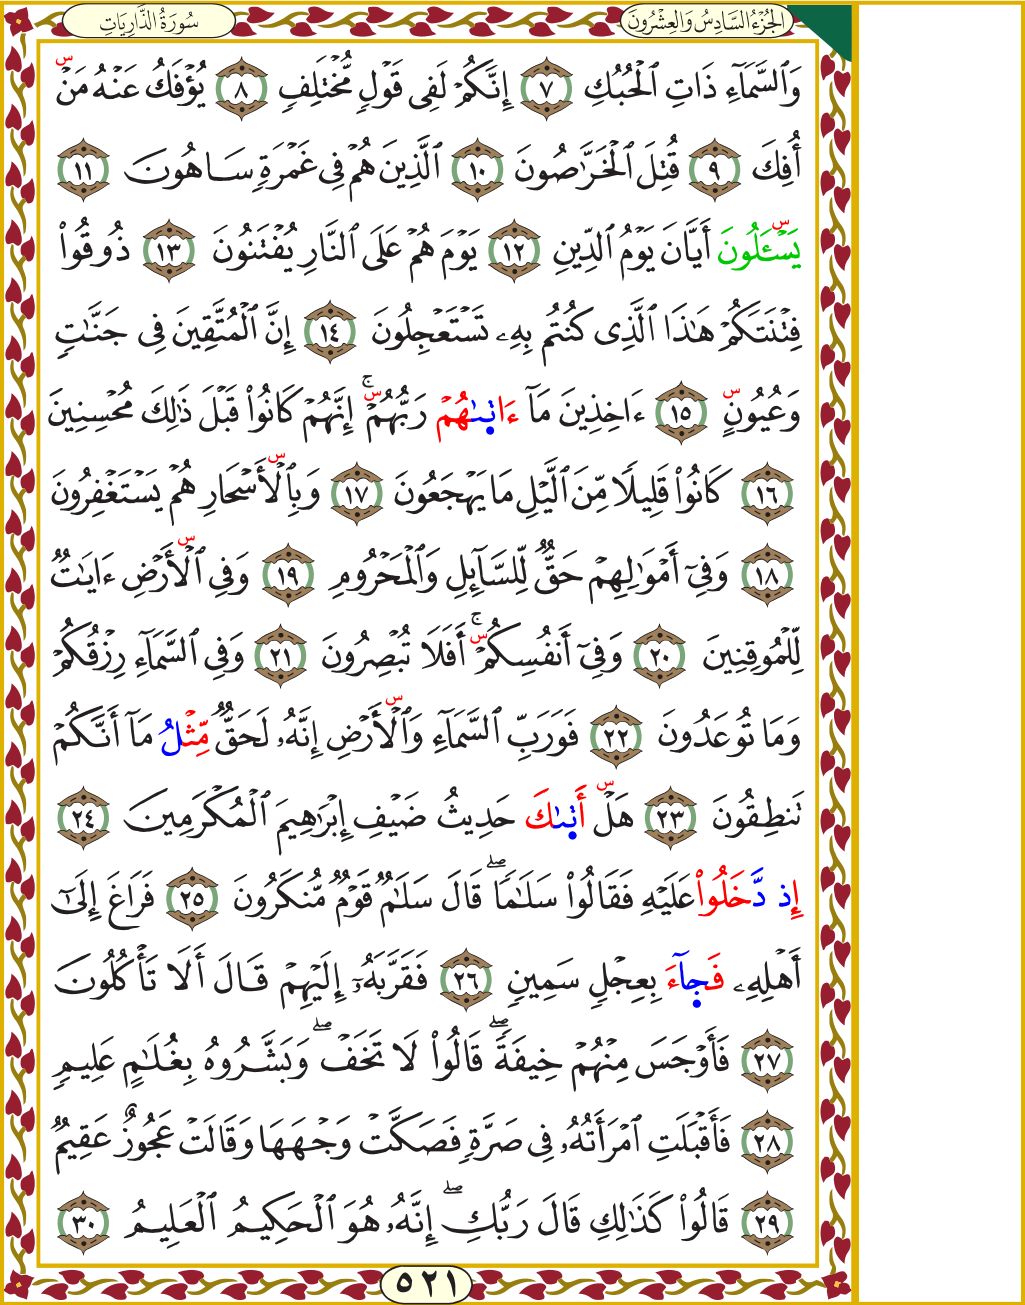 الجُزْءُ السَّادِسُ وَالْعِشْرُونَ
سُورَةُ الذَّارِيَاتِ
وَٱلسَّمَآءِ ذَاتِ ٱلْحُبُكِ ٧ إِنَّكُمْ لَفِى قَوْلٍ مُّخْتَلِفٍ ٨ يُؤْفَكُ عَنْهُ مَنْ س
أُفِكَ ٩ قُتِلَ ٱلْخَرَّٰصُونَ ١٠ ٱلَّذِينَ هُمْ فِى غَمْرَةٍ سَاهُونَ ١١
يَسْـَٔلُونَ س أَيَّانَ يَوْمُ ٱلدِّينِ ١٢ يَوْمَ هُمْ عَلَى ٱلنَّارِ يُفْتَنُونَ ١٣ ذُوقُوا۟
فِتْنَتَكُمْ هَٰذَا ٱلَّذِى كُنتُم بِهِۦ تَسْتَعْجِلُونَ ١٤ إِنَّ ٱلْمُتَّقِينَ فِى جَنَّٰتٍ
وَعُيُونٍ س ١٥ ءَاخِذِينَ مَآ ءَاتَىٰهُمْ رَبُّهُمْ ۚ س إِنَّهُمْ كَانُوا۟ قَبْلَ ذَٰلِكَ مُحْسِنِينَ
١٦ كَانُوا۟ قَلِيلًا مِّنَ ٱلَّيْلِ مَا يَهْجَعُونَ ١٧ وَبِٱلْأَسْحَارِ س هُمْ يَسْتَغْفِرُونَ
١٨ وَفِىٓ أَمْوَٰلِهِمْ حَقٌّ لِّلسَّآئِلِ وَٱلْمَحْرُومِ ١٩ وَفِى ٱلْأَرْضِ س ءَايَٰتٌ
لِّلْمُوقِنِينَ ٢٠ وَفِىٓ أَنفُسِكُمْ ۚ س أَفَلَا تُبْصِرُونَ ٢١ وَفِى ٱلسَّمَآءِ رِزْقُكُمْ
وَمَا تُوعَدُونَ ٢٢ فَوَرَبِّ ٱلسَّمَآءِ وَٱلْأَرْضِ س إِنَّهُۥ لَحَقٌّ مِّثْلُ مَآ أَنَّكُمْ
تَنطِقُونَ ٢٣ هَلْ س أَتَىٰكَ حَدِيثُ ضَيْفِ إِبْرَٰهِيمَ ٱلْمُكْرَمِينَ ٢٤
إِذ دَّخَلُوا۟ عَلَيْهِ فَقَالُوا۟ سَلَٰمًا ۖ قَالَ سَلَٰمٌ قَوْمٌ مُّنكَرُونَ ٢٥ فَرَاغَ إِلَىٰٓ
أَهْلِهِۦ فَجَآءَ بِعِجْلٍ سَمِينٍ ٢٦ فَقَرَّبَهُۥٓ إِلَيْهِمْ قَالَ أَلَا تَأْكُلُونَ
٢٧ فَأَوْجَسَ مِنْهُمْ خِيفَةً ۖ قَالُوا۟ لَا تَخَفْ ۖ وَبَشَّرُوهُ بِغُلَٰمٍ عَلِيمٍ
٢٨ فَأَقْبَلَتِ ٱمْرَأَتُهُۥ فِى صَرَّةٍ فَصَكَّتْ وَجْهَهَا وَقَالَتْ عَجُوزٌ عَقِيمٌ
٢٩ قَالُوا۟ كَذَٰلِكِ قَالَ رَبُّكِ ۖ إِنَّهُۥ هُوَ ٱلْحَكِيمُ ٱلْعَلِيمُ ٣٠
٥٢١